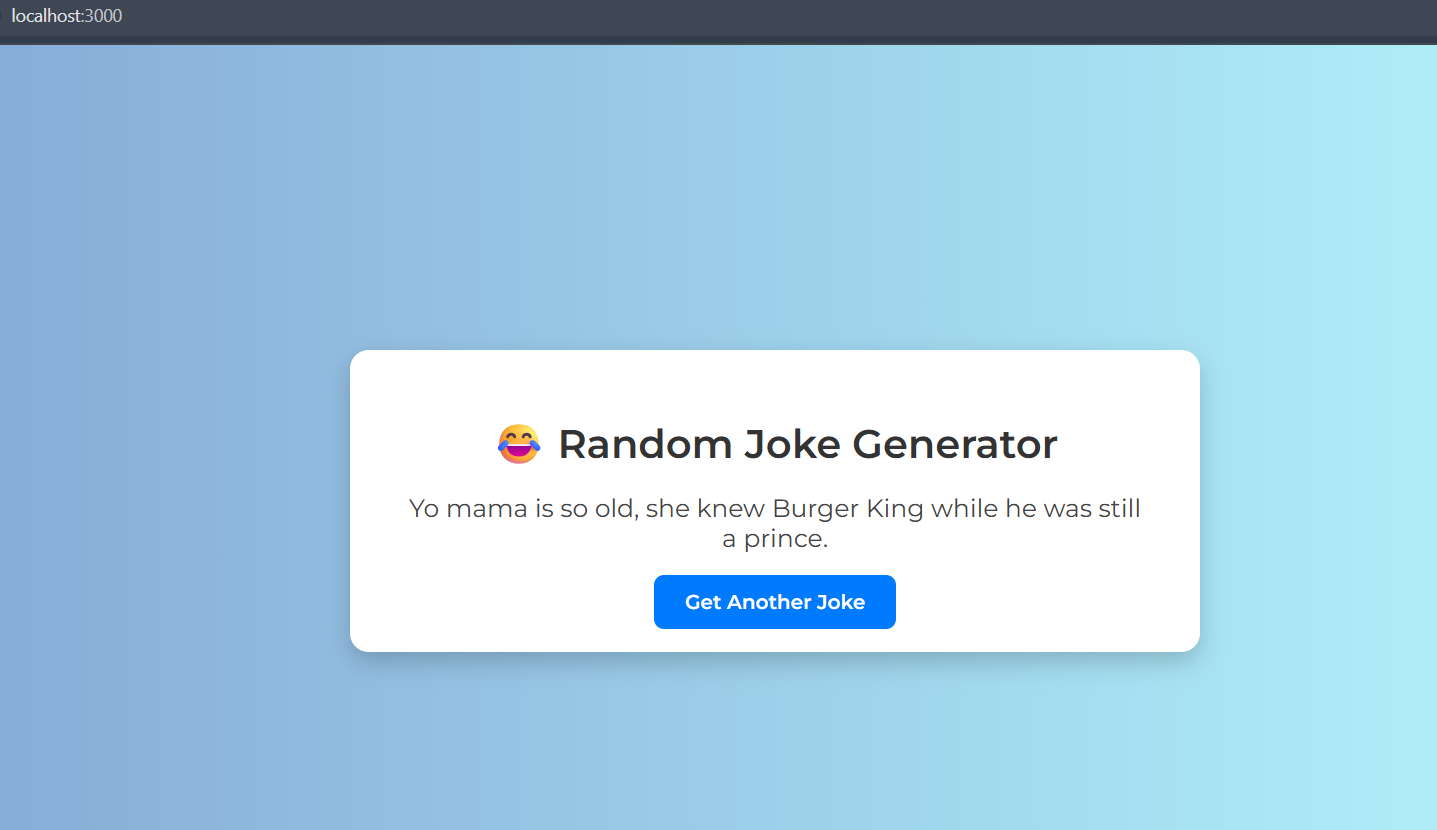 localhost:3000
😂 Random Joke Generator
Yo mama is so old, she knew Burger King while he was still
a prince.
Get Another Joke